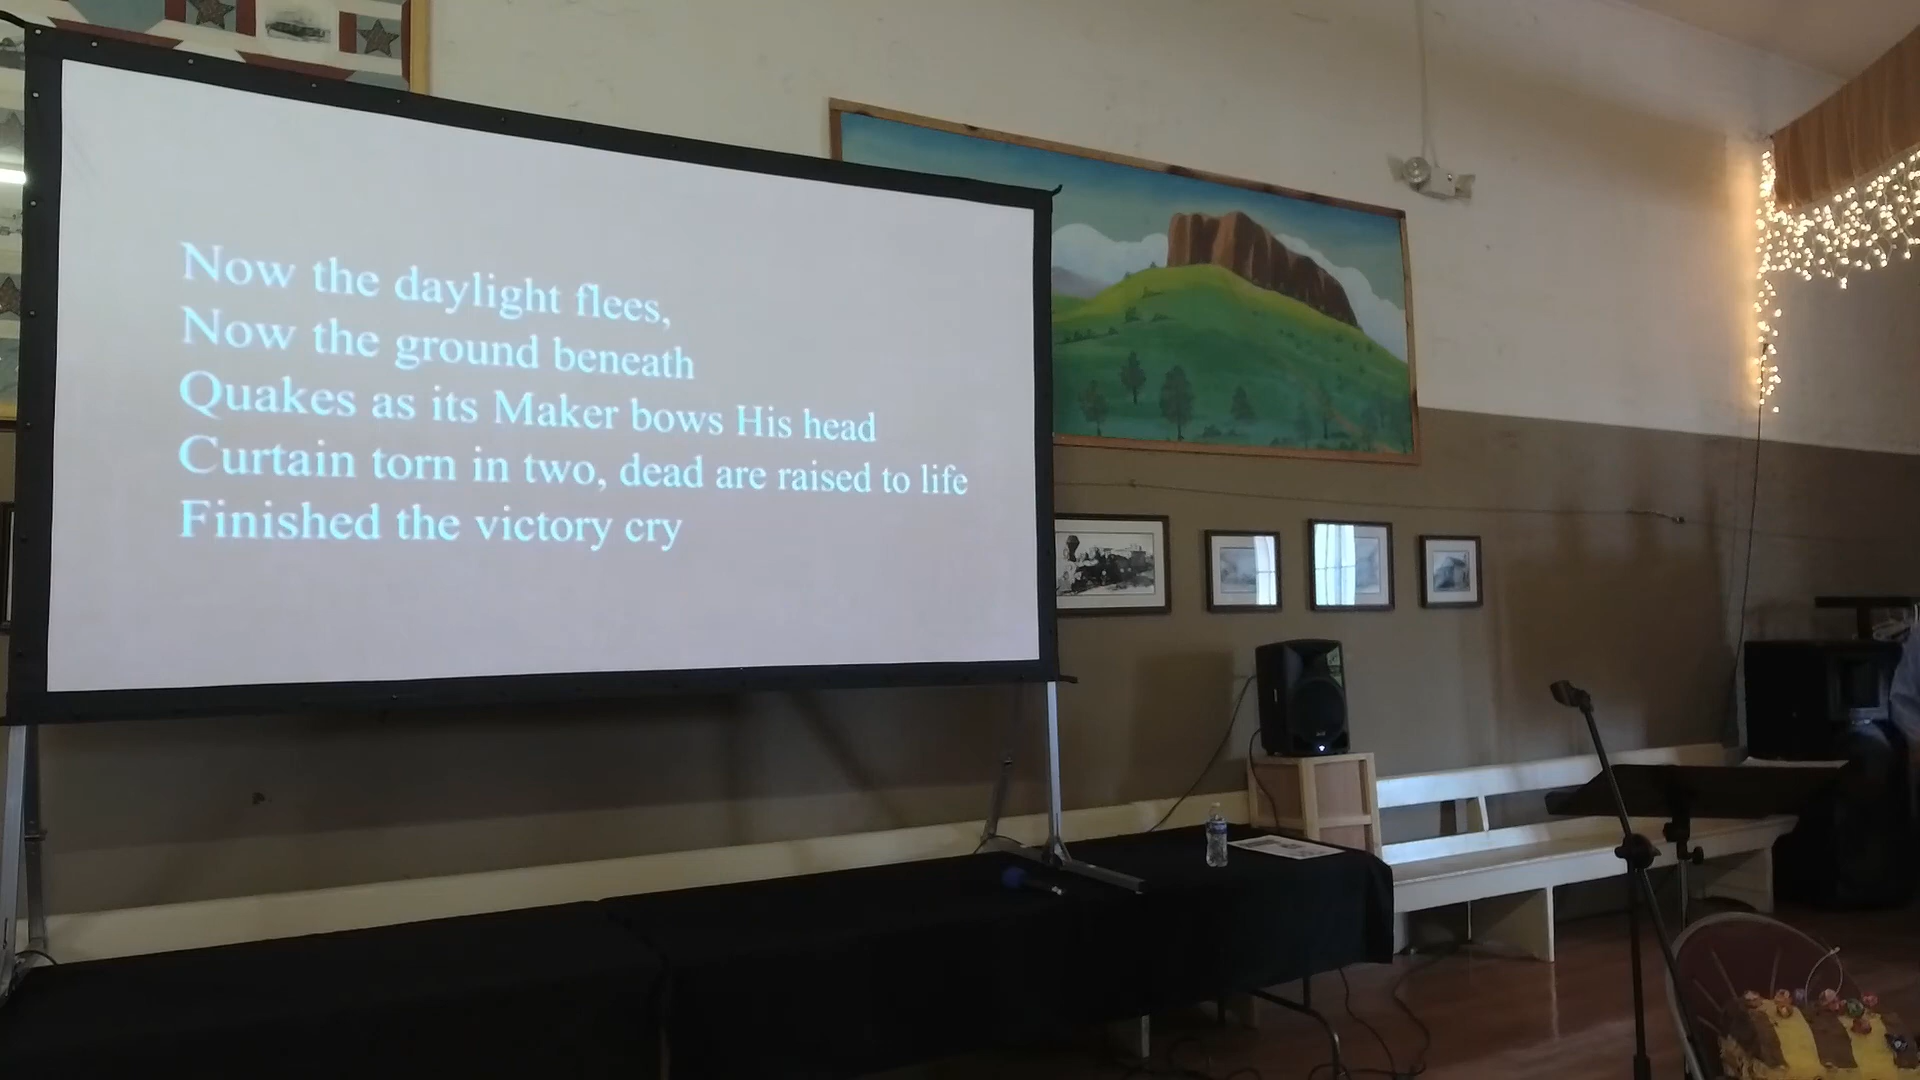 Now the daylight flees,
Now the ground beneath
Quakes as its Maker bows His head
Curtain torn in two, dead are raised to life
Finished the victory cry